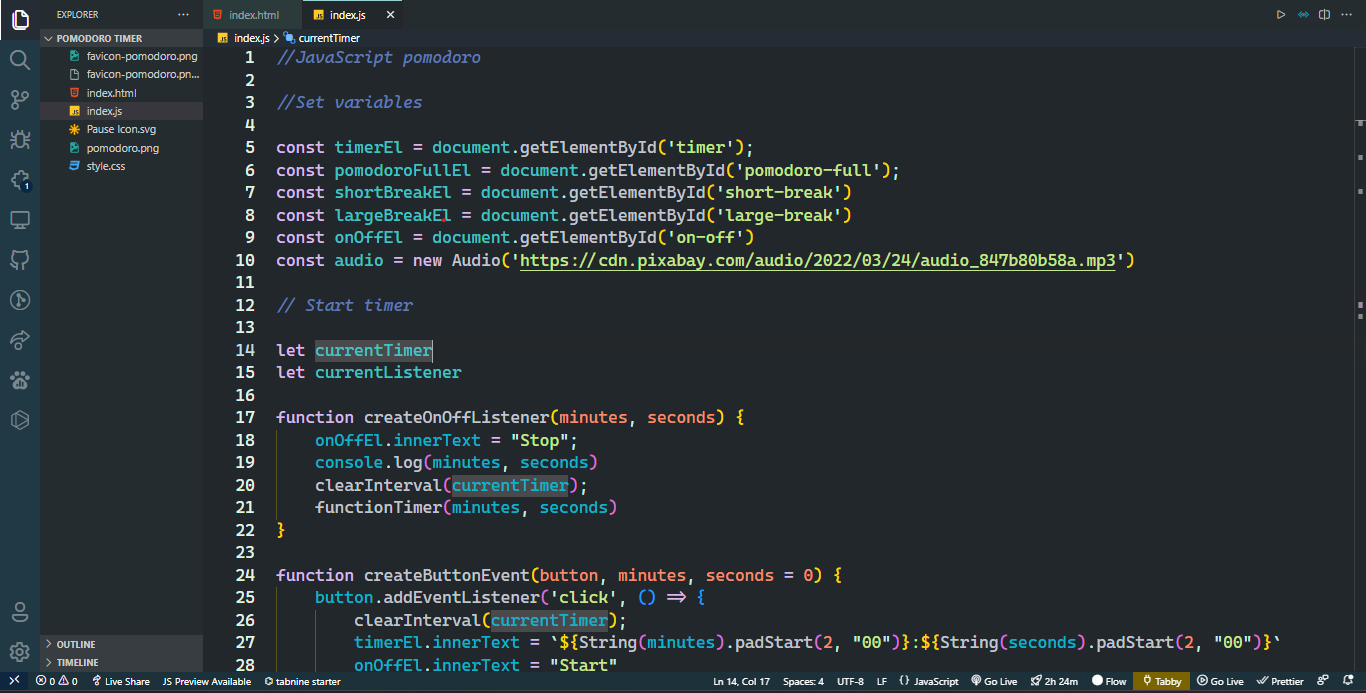 EXPLORER
···
index.html
index.js
POMODORO TIMER
index.js > currentTimer
favicon-pomodoro.png
favicon-pomodoro.pn...
index.html
index.js
Pause Icon.svg
pomodoro.png
style.css
1
1 //JavaScript pomodoro
2
3 //Set variables
4
5 const timerEl = document.getElementById('timer');
6 const pomodoroFullEl = document.getElementById('pomodoro-full');
7 const shortBreakEl = document.getElementById('short-break')
8 const largeBreakEl = document.getElementById('large-break')
9 const onOffEl = document.getElementById('on-off')
10 const audio = new Audio('https://cdn.pixabay.com/audio/2022/03/24/audio_847b80b58a.mp3')
11
12 // Start timer
13
14 let currentTimer
15 let currentListener
16
17 function createOnOffListener(minutes, seconds) {
18 onOffEl.innerText = "Stop";
19 console.log(minutes, seconds)
20 clearInterval(currentTimer);
21 functionTimer(minutes, seconds)
22 }
23
24 function createButtonEvent(button, minutes, seconds = 0) {
25 button.addEventListener('click', () => {
26 clearInterval(currentTimer);
27 timerEl.innerText = `${String(minutes).padStart(2, "00")}:${String(seconds).padStart(2, "00")}`
28 onOffEl.innerText = "Start"
OUTLINE
TIMELINE
0 0 Live Share JS Preview Available tabnine starter Ln 14, Col 17 Spaces: 4 UTF-8 LF {} JavaScript Go Live 2h 24m Flow Tabby Go Live Prettier